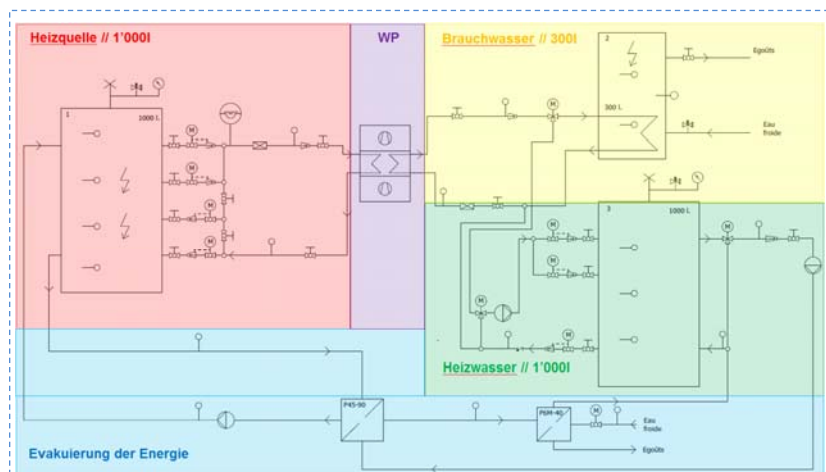 Heizquelle // 1’000l
WP
Brauchwasser // 300l
2
Egoûts
300 L
Eau
froide
M
1
1000 L
M
M
M
M
3
1000 L
M
M
M
M
M
Heizwasser // 1’000l
P45-90
P6M-40
M
Eau
froide
Egoûts
Evakuierung der Energie